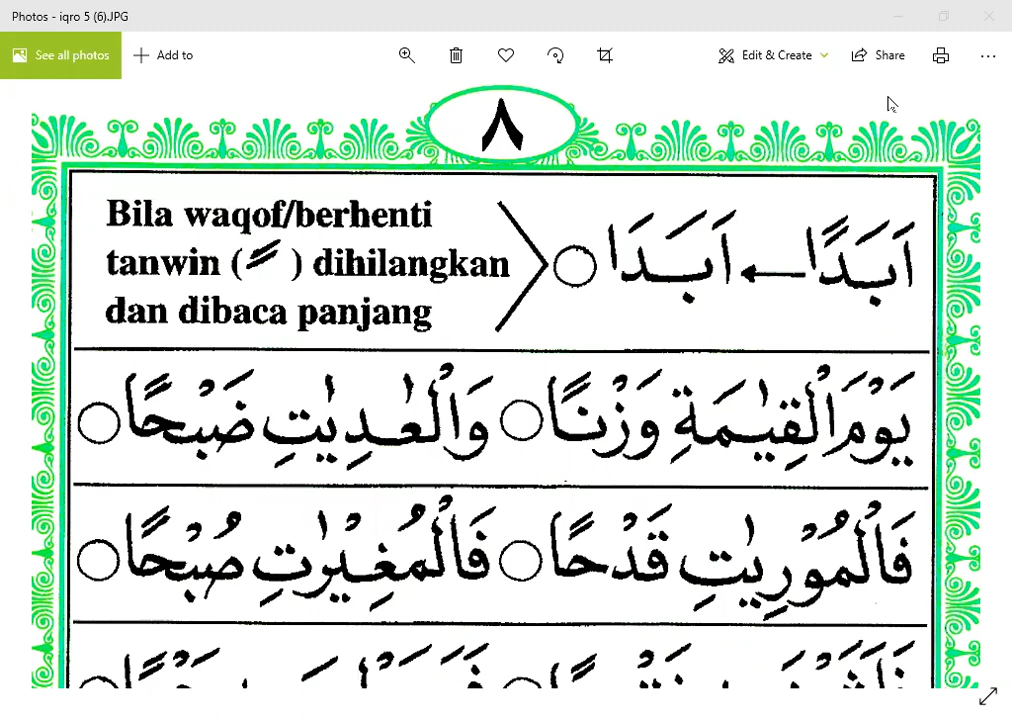 Photos - iqro 5 (6).JPG
See all photos
Add to
Edit & Create
Share
٨
Bila waqof/berhenti
tanwin ( ً ) dihilangkan
dan dibaca panjang
اَبَدًا ← اَبَدَا
يَوْمَ الْقِيٰمَةِ وَزْنًا ○ وَالْعٰدِيٰتِ ضَبْحًا ○
فَالْمُوْرِيٰتِ قَدْحًا ○ فَالْمُغِيْرٰتِ صُبْحًا ○